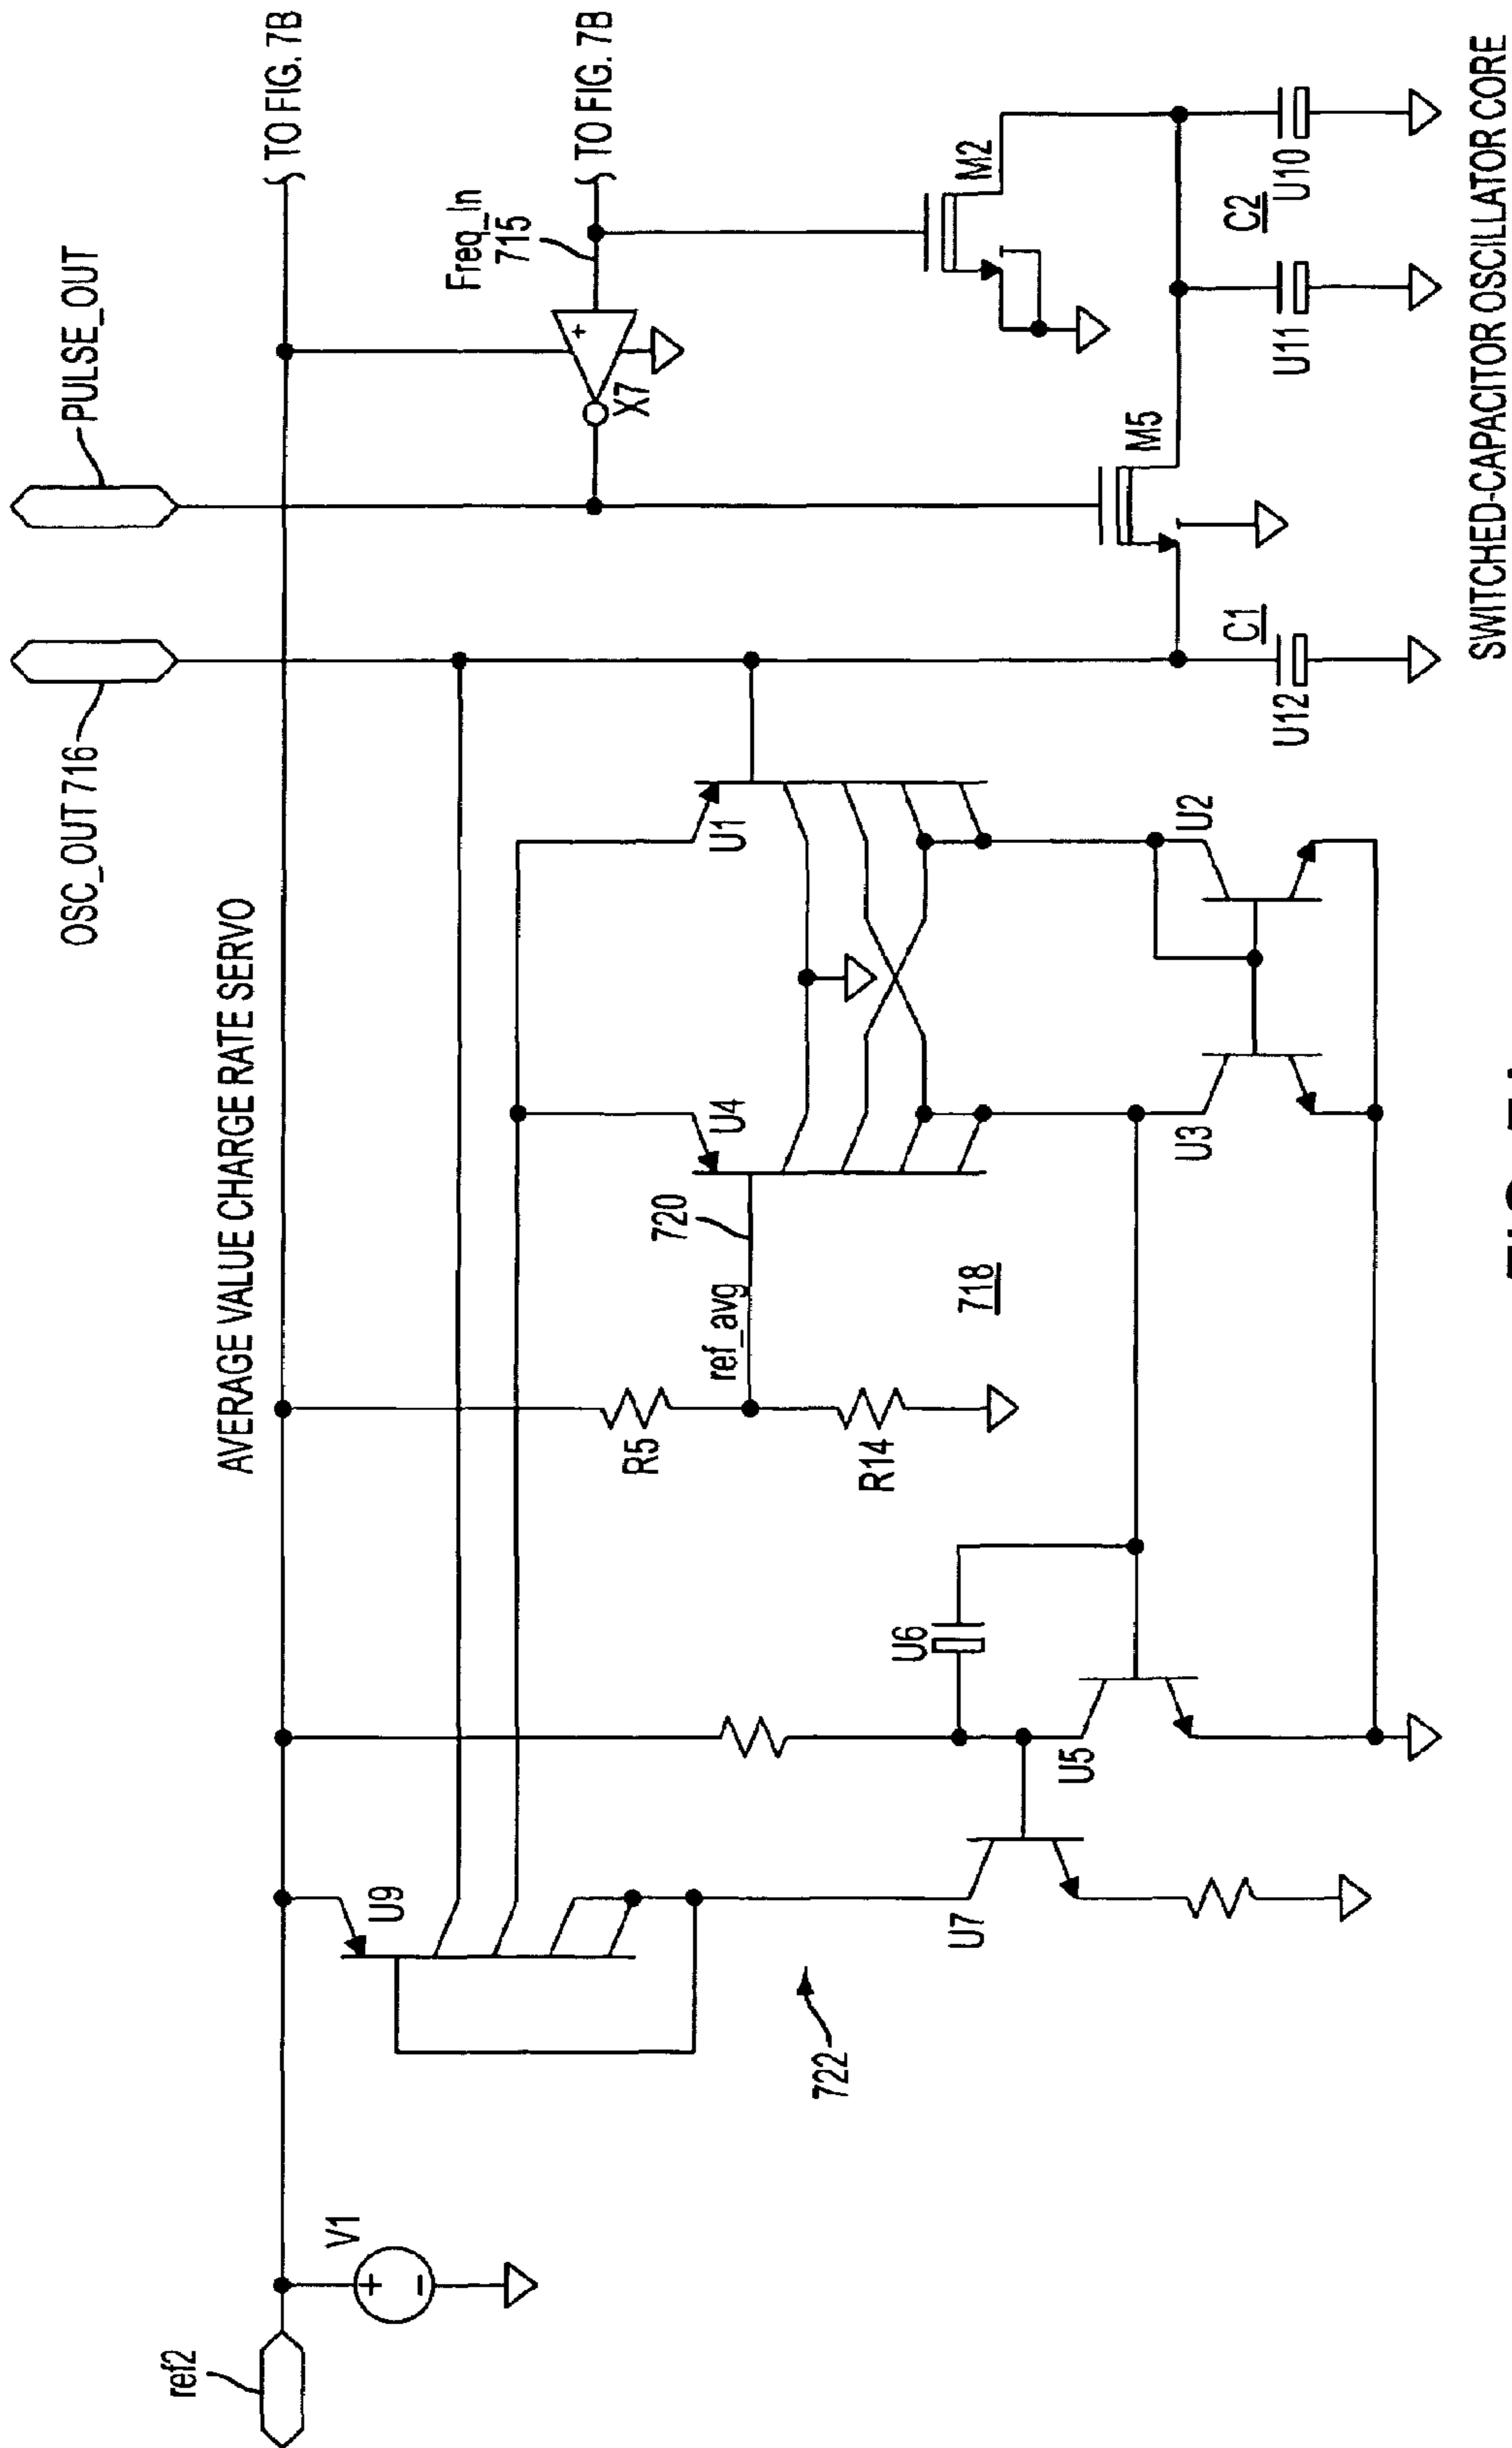 OSC_OUT 716
PULSE_OUT
ref2
AVERAGE VALUE CHARGE RATE SERVO
TO FIG. 7B
V1
U9
Freq_In
715
TO FIG. 7B
+
X7
R5
ref_avg
720
U4
U1
722
R14
718
M2
U6
U7
U5
U3
U2
M5
U12
C1
U11
C2
U10
SWITCHED-CAPACITOR OSCILLATOR CORE